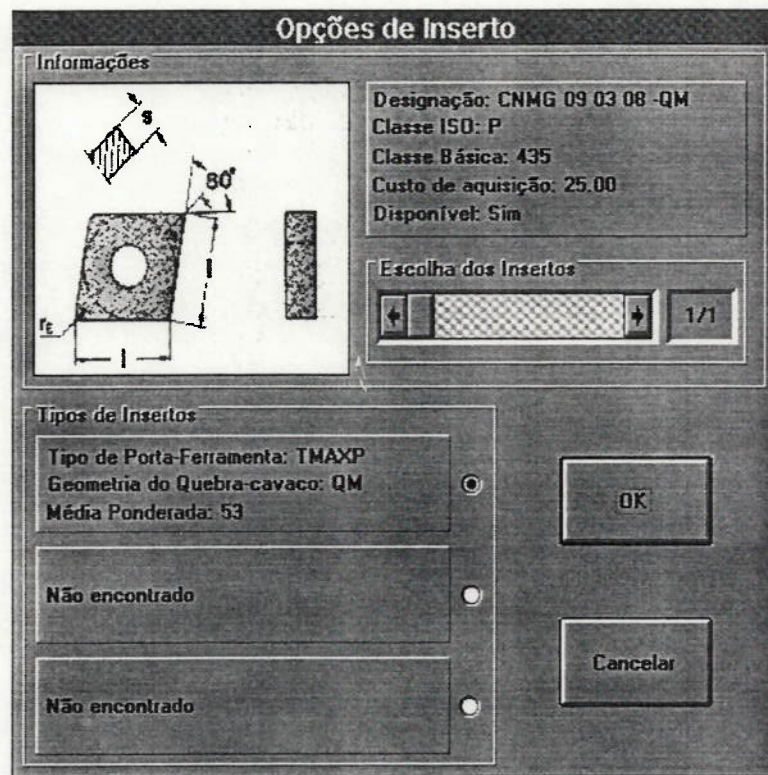 Opções de Inserto
Informações
s
80°
l
rε
l
Designação: CNMG 09 03 08 -QM
Classe ISO: P
Classe Básica: 435
Custo de aquisição: 25.00
Disponível: Sim
Escolha dos Insertos
1/1
Tipos de Insertos
Tipo de Porta-Ferramenta: TMAXP
Geometria do Quebra-cavaco: QM
Média Ponderada: 53
Não encontrado
Não encontrado
OK
Cancelar